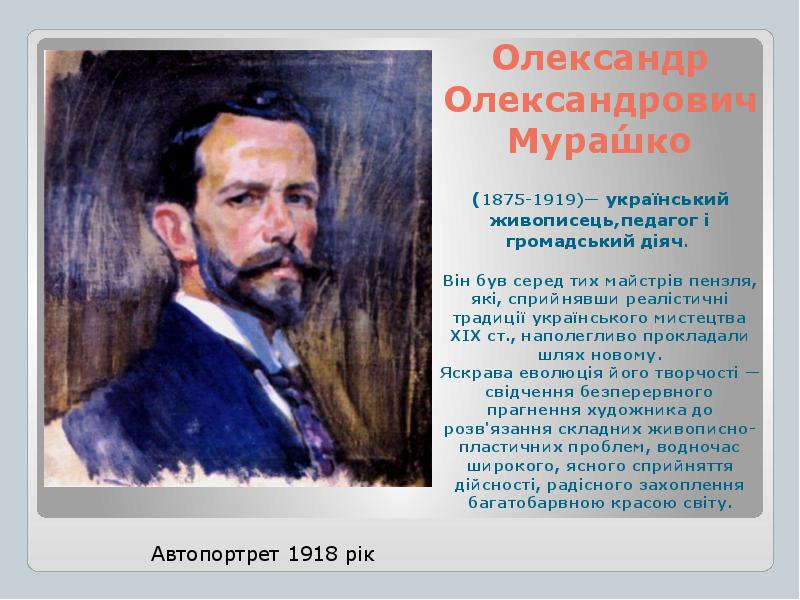 Олександр
Олександрович
Мура́шко
(1875-1919)— український
живописець,педагог і
громадський діяч.
Він був серед тих майстрів пензля,
які, сприйнявши реалістичні
традиції українського мистецтва
XIX ст., наполегливо прокладали
шлях новому.
Яскрава еволюція його творчості —
свідчення безперервного
прагнення художника до
розв'язання складних живописно-
пластичних проблем, водночас
широкого, ясного сприйняття
дійсності, радісного захоплення
багатобарвною красою світу.
Автопортрет 1918 рік